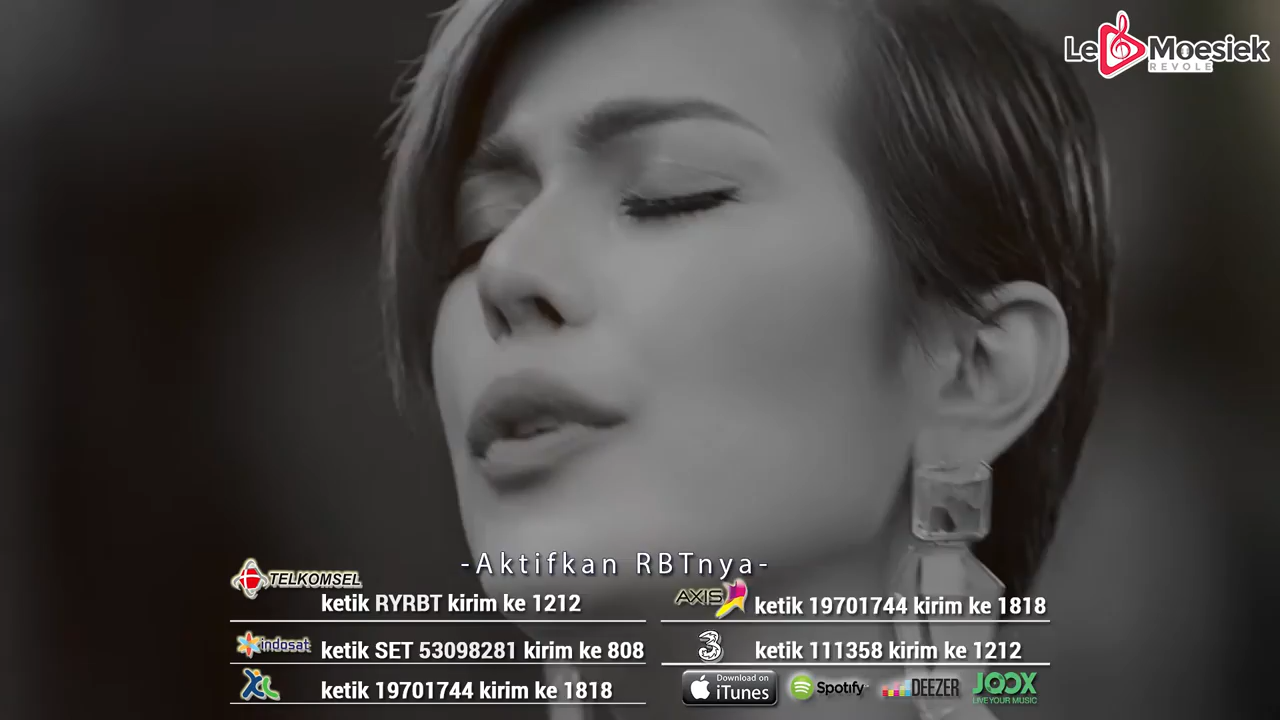 Le Moesiek
REVOLE
-Aktifkan RBTnya-
TELKOMSEL
ketik RYRBT kirim ke 1212
AXIS
ketik 19701744 kirim ke 1818
indosat
ketik SET 53098281 kirim ke 808
3
ketik 111358 kirim ke 1212
XL
ketik 19701744 kirim ke 1818
Download on
iTunes
Spotify
DEEZER
JOOX
LIVE YOUR MUSIC